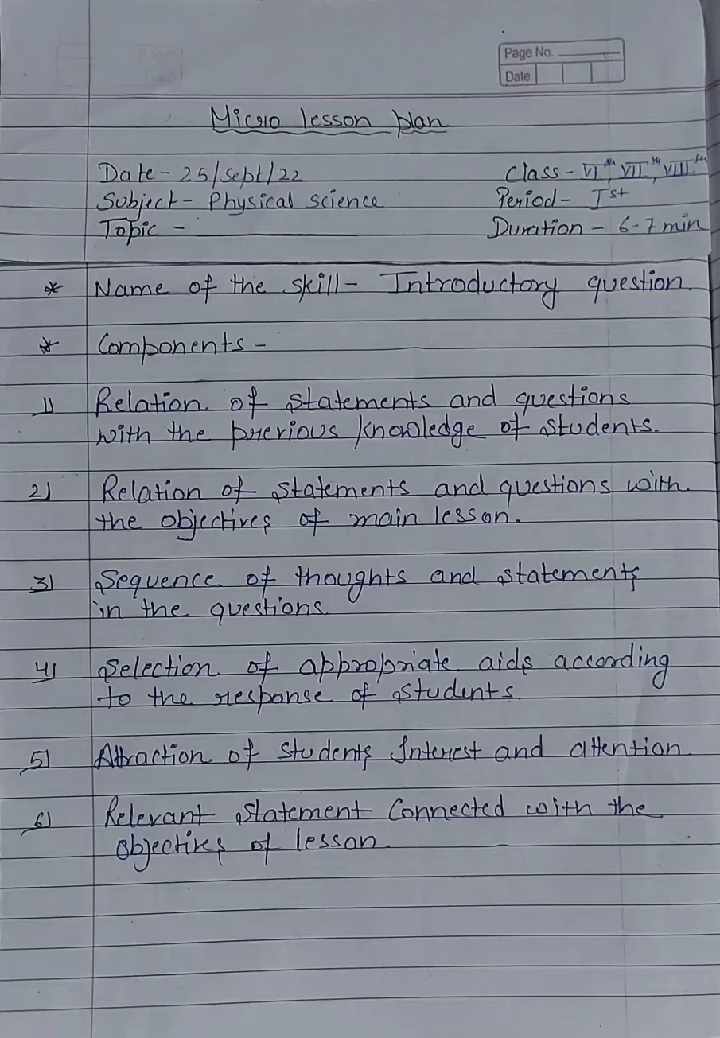 Page No.
Date
Micro lesson plan
Date - 25/Sept/22
Class - VIth, VIIth, VIIIth
Subject - Physical science
Period - Ist
Topic -
Duration - 6-7 min
* Name of the skill - Introductory question
* Components -
1) Relation of statements and questions
with the previous knowledge of students.
2) Relation of statements and questions with
the objectives of main lesson.
3) Sequence of thoughts and statements
in the questions
4) Selection of appropriate aids according
to the response of students
5) Attraction of students Interest and attention
6) Relevant statement Connected with the
objectives of lesson